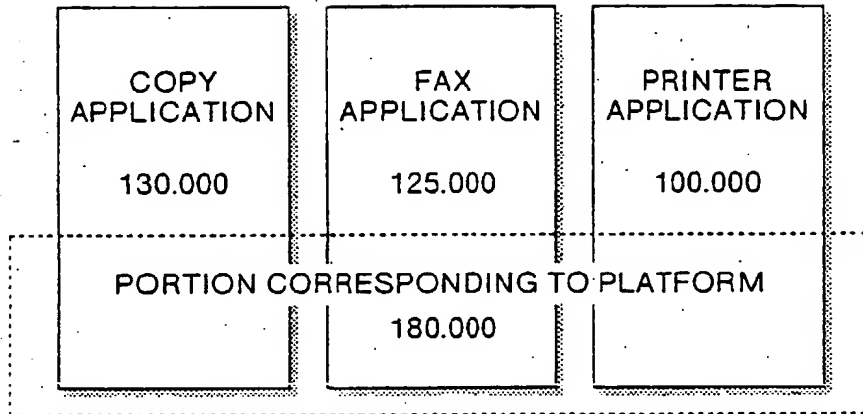 COPY
APPLICATION
130.000
FAX
APPLICATION
125.000
PRINTER
APPLICATION
100.000
PORTION CORRESPONDING TO PLATFORM
180.000